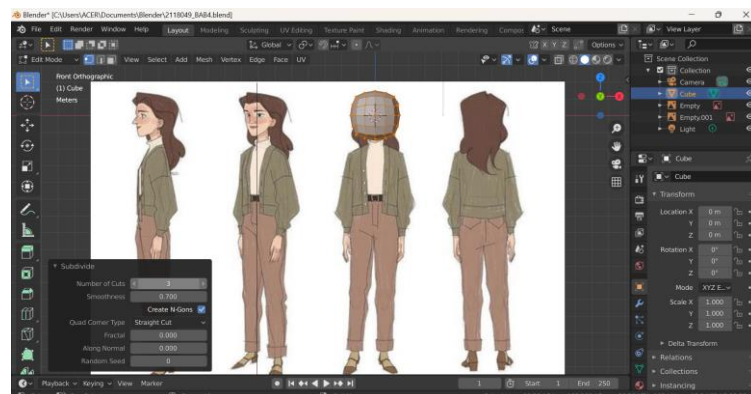 Blender* [C:\Users\ACER\Documents\Blender\2118049_BAB4.blend]
File Edit Render Window Help Layout Modeling Sculpting UV Editing Texture Paint Shading Animation Rendering Compos Scene View Layer
Global X Y Z Options
Edit Mode View Select Add Mesh Vertex Edge Face UV
Front Orthographic
(1) Cube
Meters
Scene Collection
Collection
Camera
Cube
Empty
Empty.001
Light
Cube
Cube
Transform
Location X 0 m
Y 0 m
Z 0 m
Rotation X 0°
Y 0°
Z 0°
Mode XYZ E..
Scale X 1.000
Y 1.000
Z 1.000
Delta Transform
Relations
Collections
Instancing
Subdivide
Number of Cuts 3
Smoothness 0.700
Create N-Gons
Quad Corner Type Straight Cut
Fractal 0.000
Along Normal 0.000
Random Seed 0
Playback Keying View Marker 1 Start 1 End 250